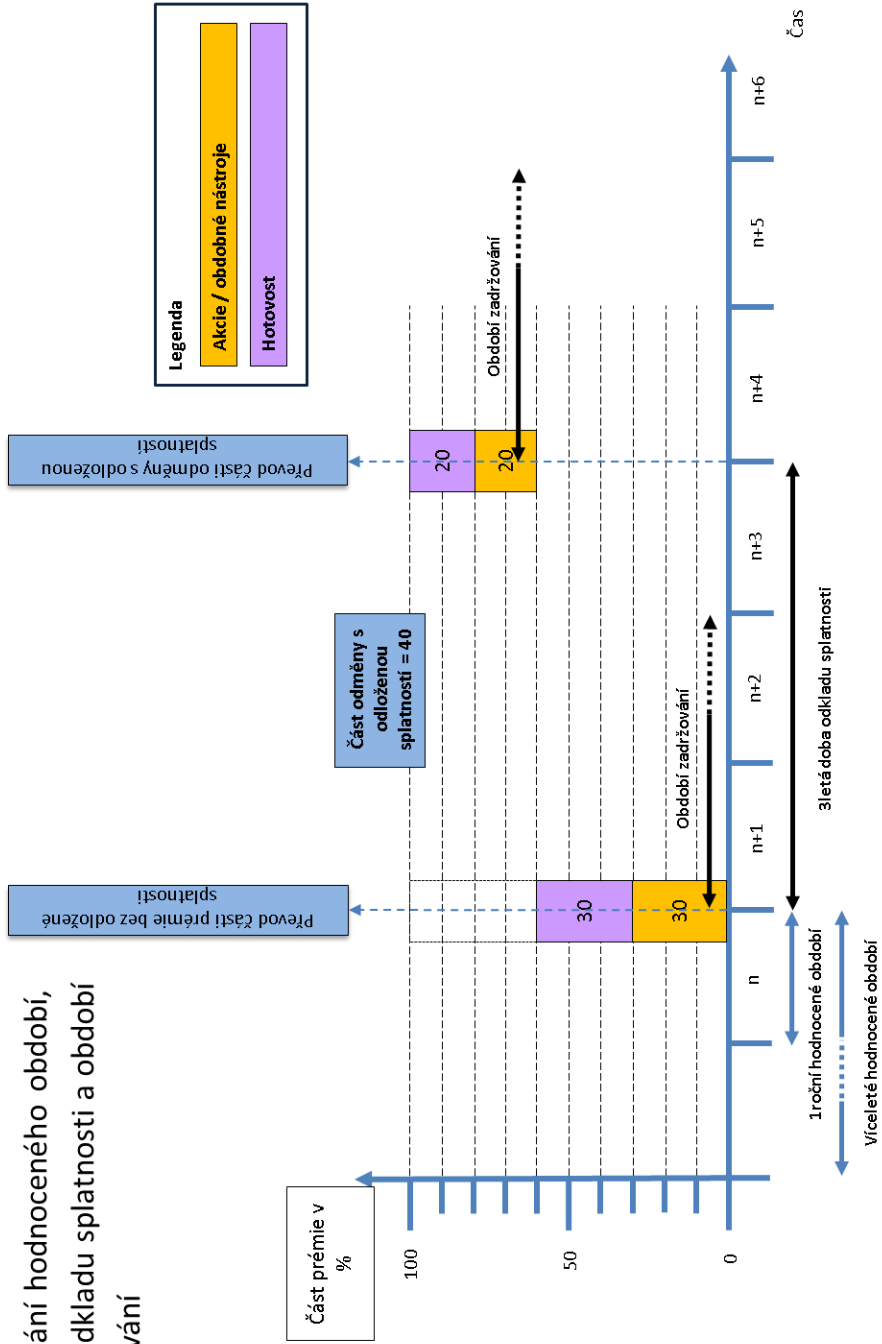 ání hodnoceného období,
dkladu splatnosti a období
vání
Legenda
Akcie / obdobné nástroje
Hotovost
Převod části prémie bez odložené
splatnosti
Převod části odměny s odloženou
splatností
Část prémie v
%
100
50
0
Část odměny s
odloženou
splatností = 40
30
30
20
20
Období zadržování
Období zadržování
n
n+1
n+2
n+3
n+4
n+5
n+6
Čas
1roční hodnocené období
3letá doba odkladu splatnosti
Víceleté hodnocené období